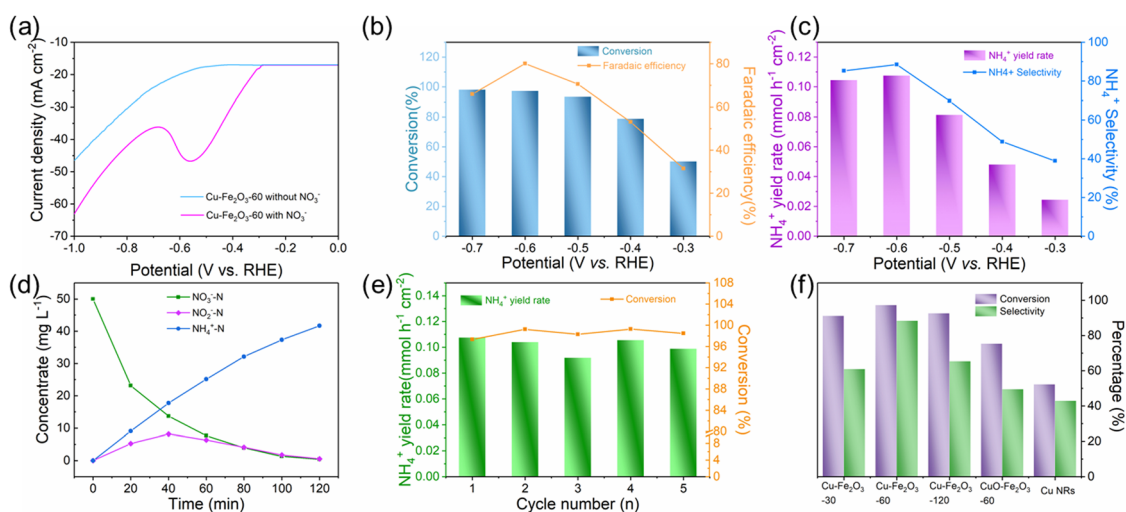 (a)
-10
-20
-30
-40
-50
-60
-70
Current density (mA cm⁻²)
Cu-Fe₂O₃-60 without NO₃⁻
Cu-Fe₂O₃-60 with NO₃⁻
-1.0 -0.8 -0.6 -0.4 -0.2 0.0
Potential (V vs. RHE)
(b)
120
100
80
60
40
20
0
Conversion(%)
Conversion
Faradaic efficiency
80
60
40
20
0
Faradaic efficiency(%)
-0.7 -0.6 -0.5 -0.4 -0.3
Potential (V vs. RHE)
(c)
0.12
0.10
0.08
0.06
0.04
0.02
0.00
NH₄⁺ yield rate (mmol h⁻¹ cm⁻²)
NH₄⁺ yield rate
NH4+ Selectivity
100
80
60
40
20
0
NH₄⁺ Selectivity (%)
-0.7 -0.6 -0.5 -0.4 -0.3
Potential (V vs. RHE)
(d)
50
40
30
20
10
0
Concentrate (mg L⁻¹)
NO₃⁻-N
NO₂⁻-N
NH₄⁺-N
0 20 40 60 80 100 120
Time (min)
(e)
0.14
0.12
0.10
0.08
0.06
0.04
0.02
0.00
NH₄⁺ yield rate(mmol h⁻¹ cm⁻²)
NH₄⁺ yield rate
Conversion
108
104
100
96
92
88
84
80
8
4
0
Conversion (%)
1 2 3 4 5
Cycle number (n)
(f)
Conversion
Selectivity
100
80
60
40
20
0
Percentage (%)
Cu-Fe₂O₃ Cu-Fe₂O₃ Cu-Fe₂O₃ CuO-Fe₂O₃ Cu NRs
-30 -60 -120 -60